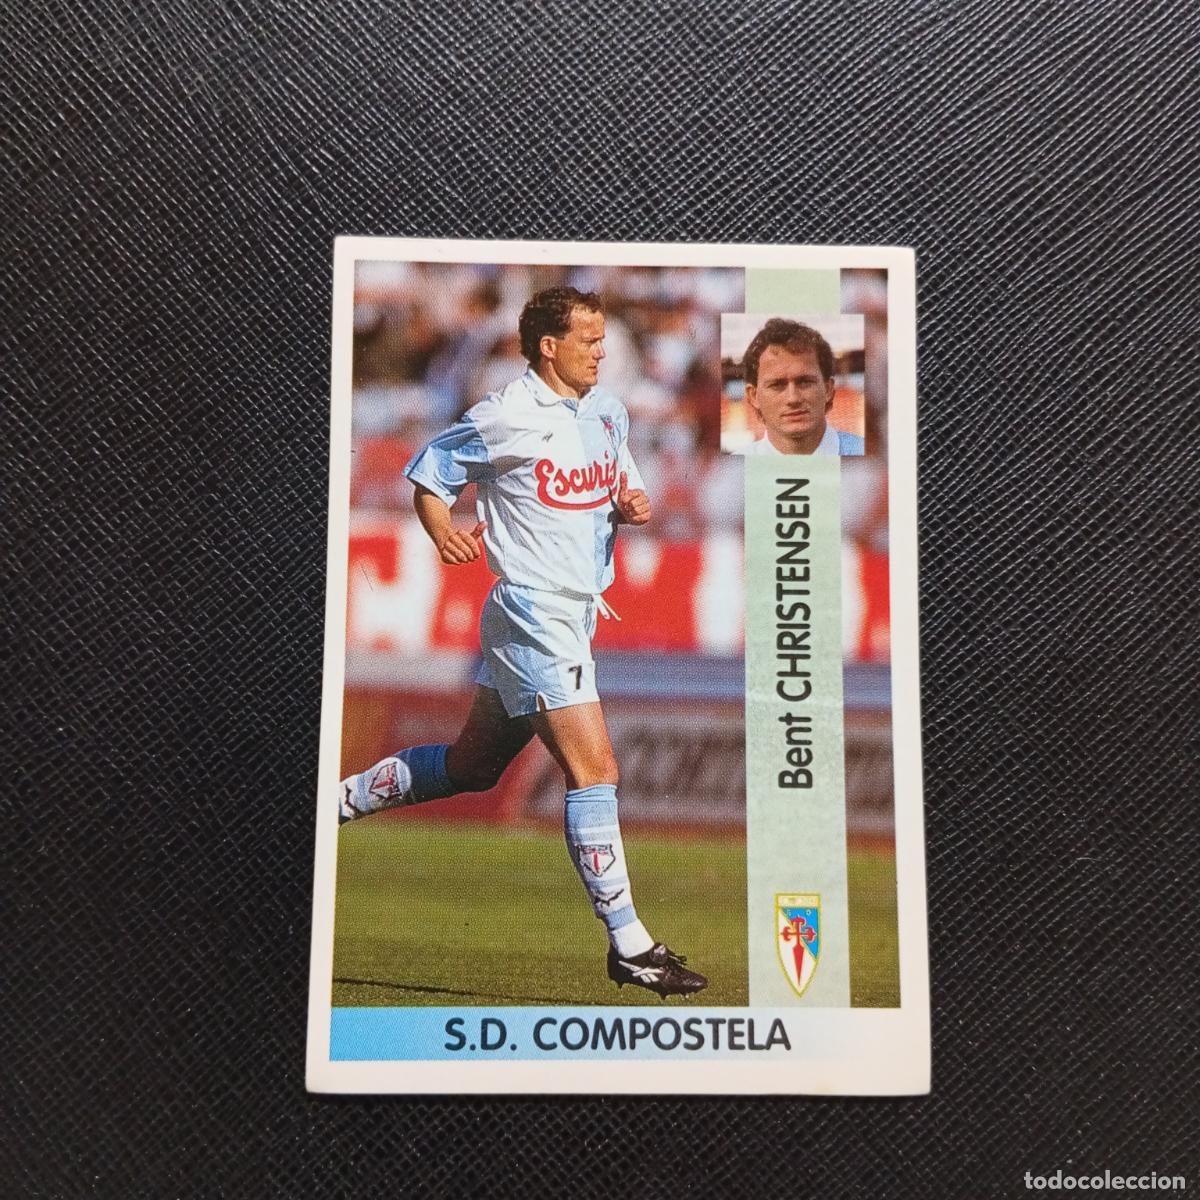 Escuris
7
Bent CHRISTENSEN
S.D. COMPOSTELA
todocoleccion